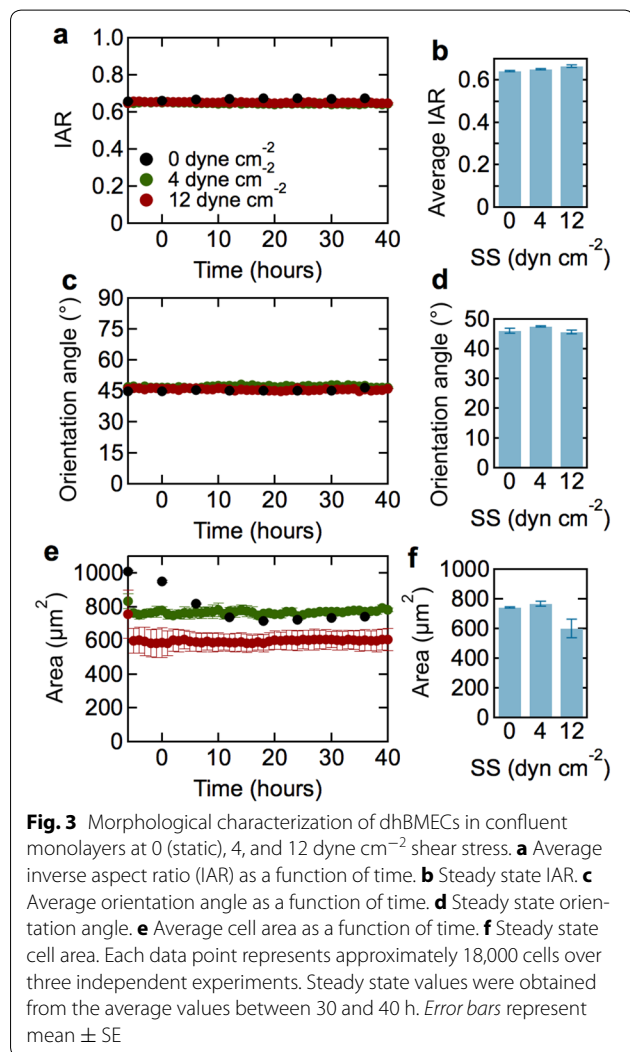 a
1.0
0.8
0.6
0.4
0.2
0
IAR
0 dyne cm-2
4 dyne cm-2
12 dyne cm-2
0 10 20 30 40
Time (hours)
b
0.6
0.4
0.2
0
Average IAR
0 4 12
SS (dyn cm-2)
c
90
75
60
45
30
15
0
Orientation angle (°)
0 10 20 30 40
Time (hours)
d
50
40
30
20
10
0
Orientation angle (°)
0 4 12
SS (dyn cm-2)
e
1000
800
600
400
200
0
Area (µm2)
0 10 20 30 40
Time (hours)
f
1000
800
600
400
200
0
Area (µm2)
0 4 12
SS (dyn cm-2)
Fig. 3 Morphological characterization of dhBMECs in confluent
monolayers at 0 (static), 4, and 12 dyne cm−2 shear stress. a Average
inverse aspect ratio (IAR) as a function of time. b Steady state IAR. c
Average orientation angle as a function of time. d Steady state orien-
tation angle. e Average cell area as a function of time. f Steady state
cell area. Each data point represents approximately 18,000 cells over
three independent experiments. Steady state values were obtained
from the average values between 30 and 40 h. Error bars represent
mean ± SE